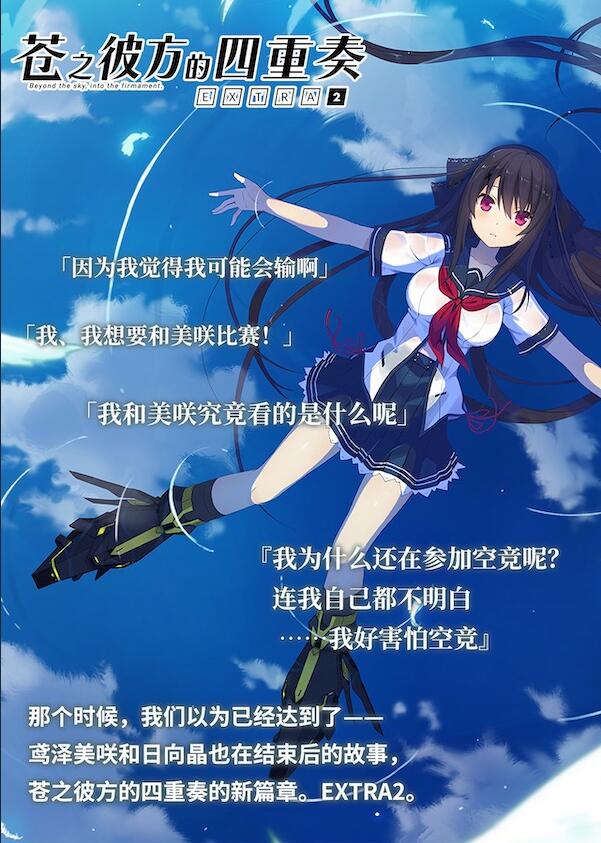 苍之彼方的四重奏
Beyond the sky, into the firmament.
EXTRA2
「因为我觉得我可能会输啊」
「我、我想要和美咲比赛！」
「我和美咲究竟看的是什么呢」
『我为什么还在参加空竞呢？
连我自己都不明白
……我好害怕空竞』
那个时候，我们以为已经达到了——
鸢泽美咲和日向晶也在结束后的故事，
苍之彼方的四重奏的新篇章。EXTRA2。